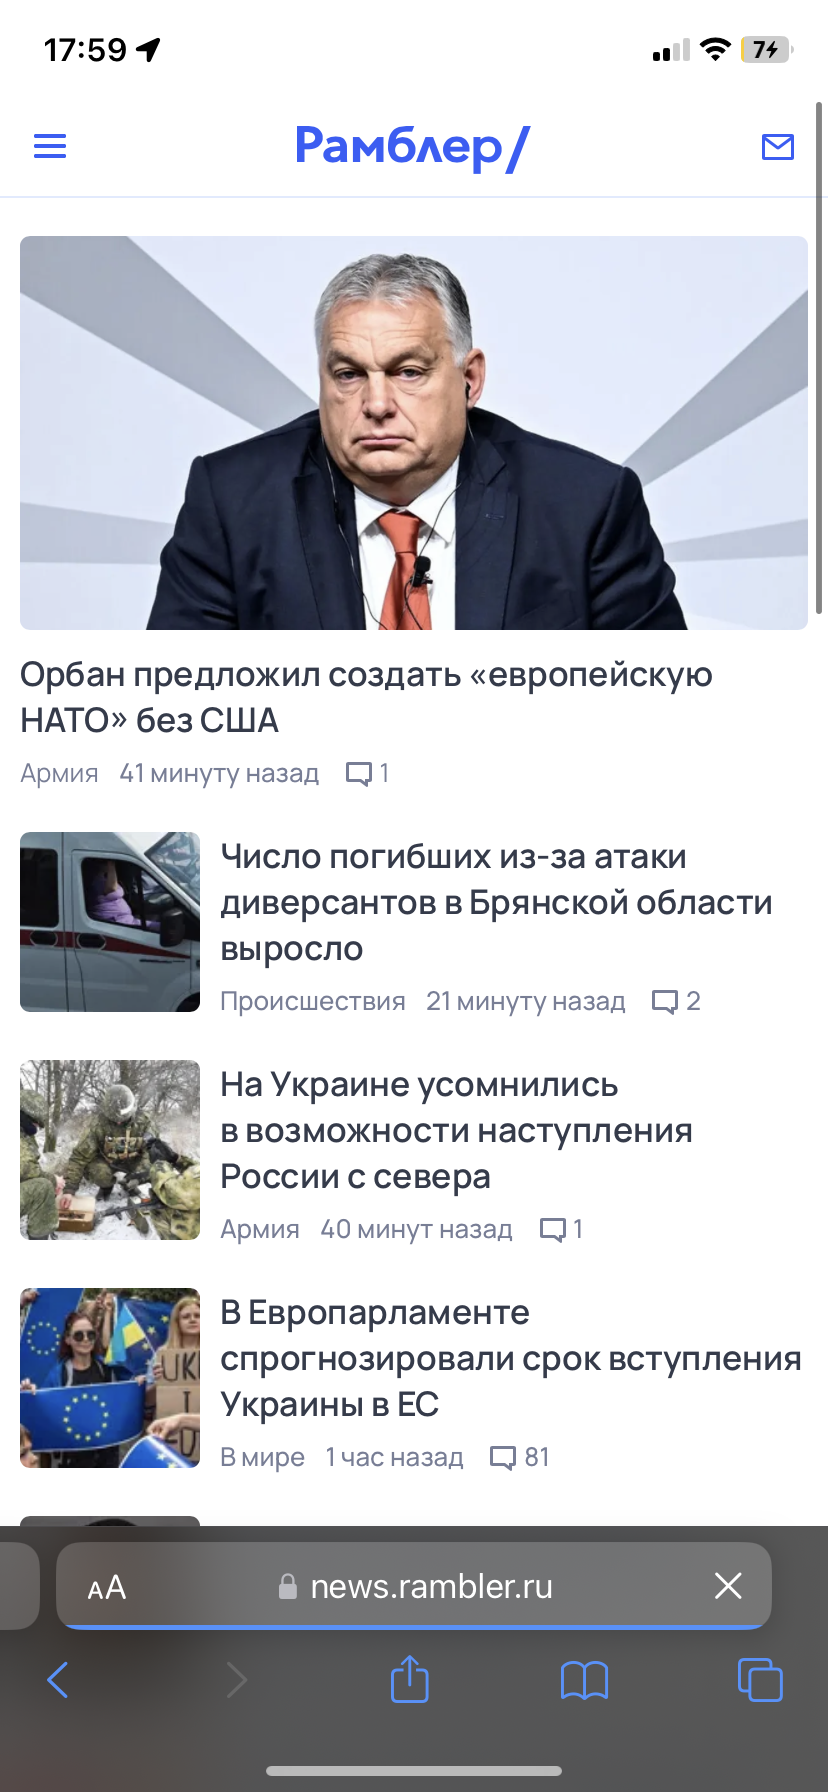 17:59
7
Рамблер/
Орбан предложил создать «европейскую
НАТО» без США
Армия 41 минуту назад 1
Число погибших из-за атаки
диверсантов в Брянской области
выросло
Происшествия 21 минуту назад 2
На Украине усомнились
в возможности наступления
России с севера
Армия 40 минут назад 1
UK
I
В Европарламенте
спрогнозировали срок вступления
Украины в ЕС
В мире 1 час назад 81
AA news.rambler.ru